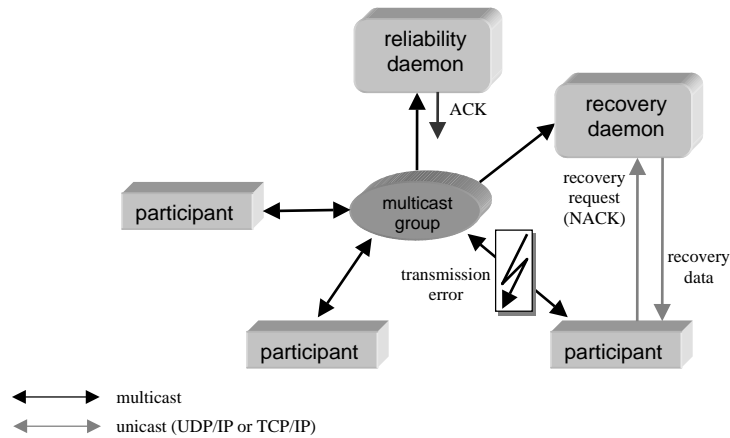 reliability
daemon
ACK
recovery
daemon
recovery
request
(NACK)
multicast
group
participant
transmission
error
recovery
data
participant
participant
multicast
unicast (UDP/IP or TCP/IP)